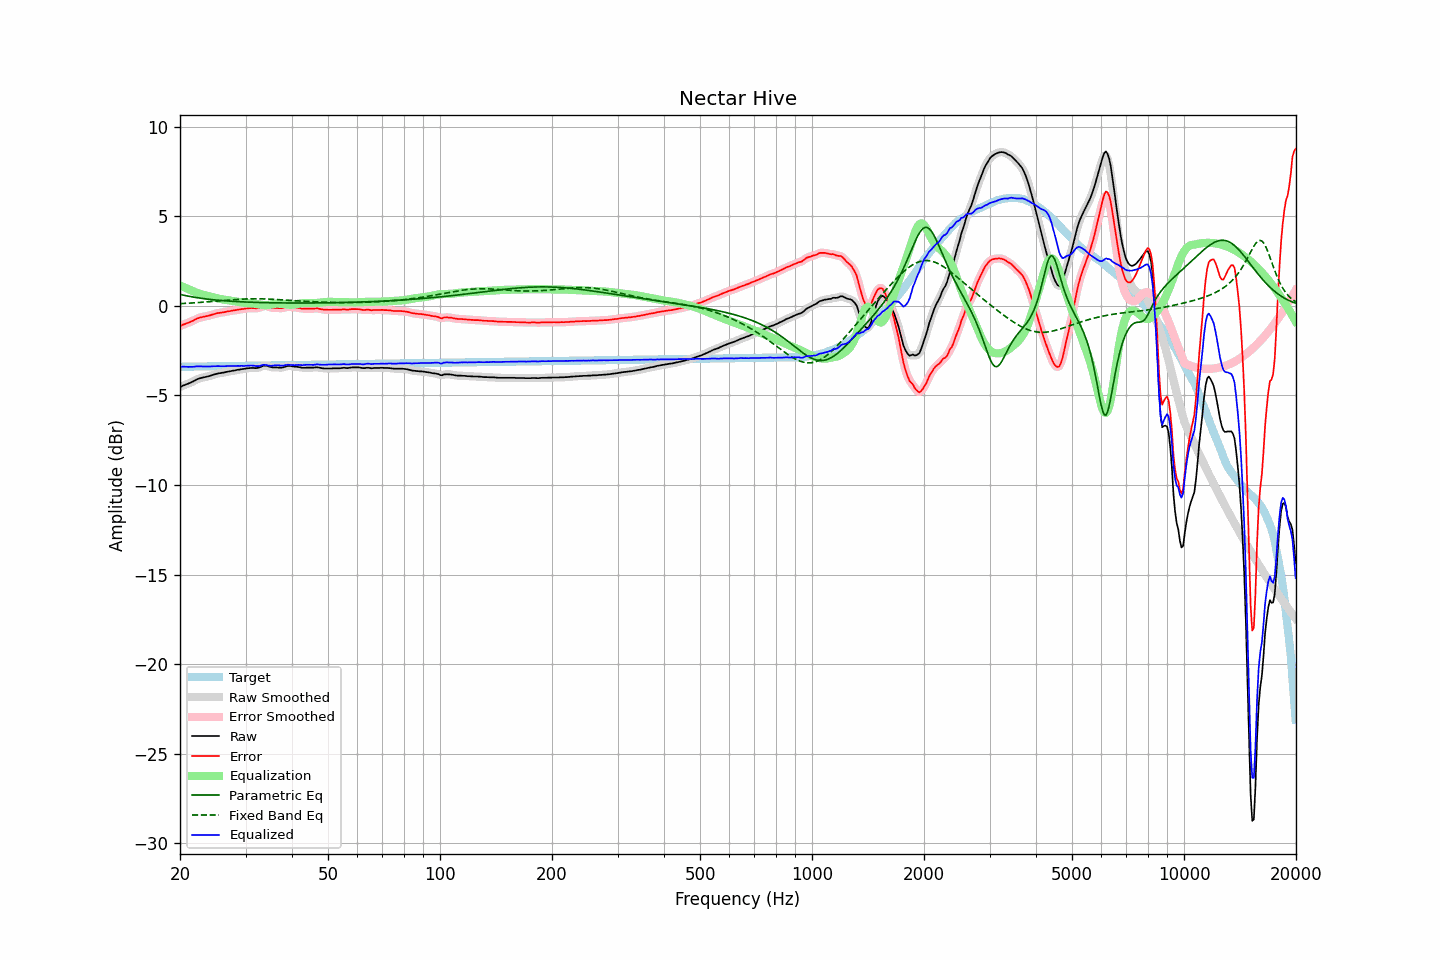 Nectar Hive
Amplitude (dBr)
10
5
0
−5
−10
−15
−20
−25
−30
Target
Raw Smoothed
Error Smoothed
Raw
Error
Equalization
Parametric Eq
Fixed Band Eq
Equalized
20 50 100 200 500 1000 2000 5000 10000 20000
Frequency (Hz)